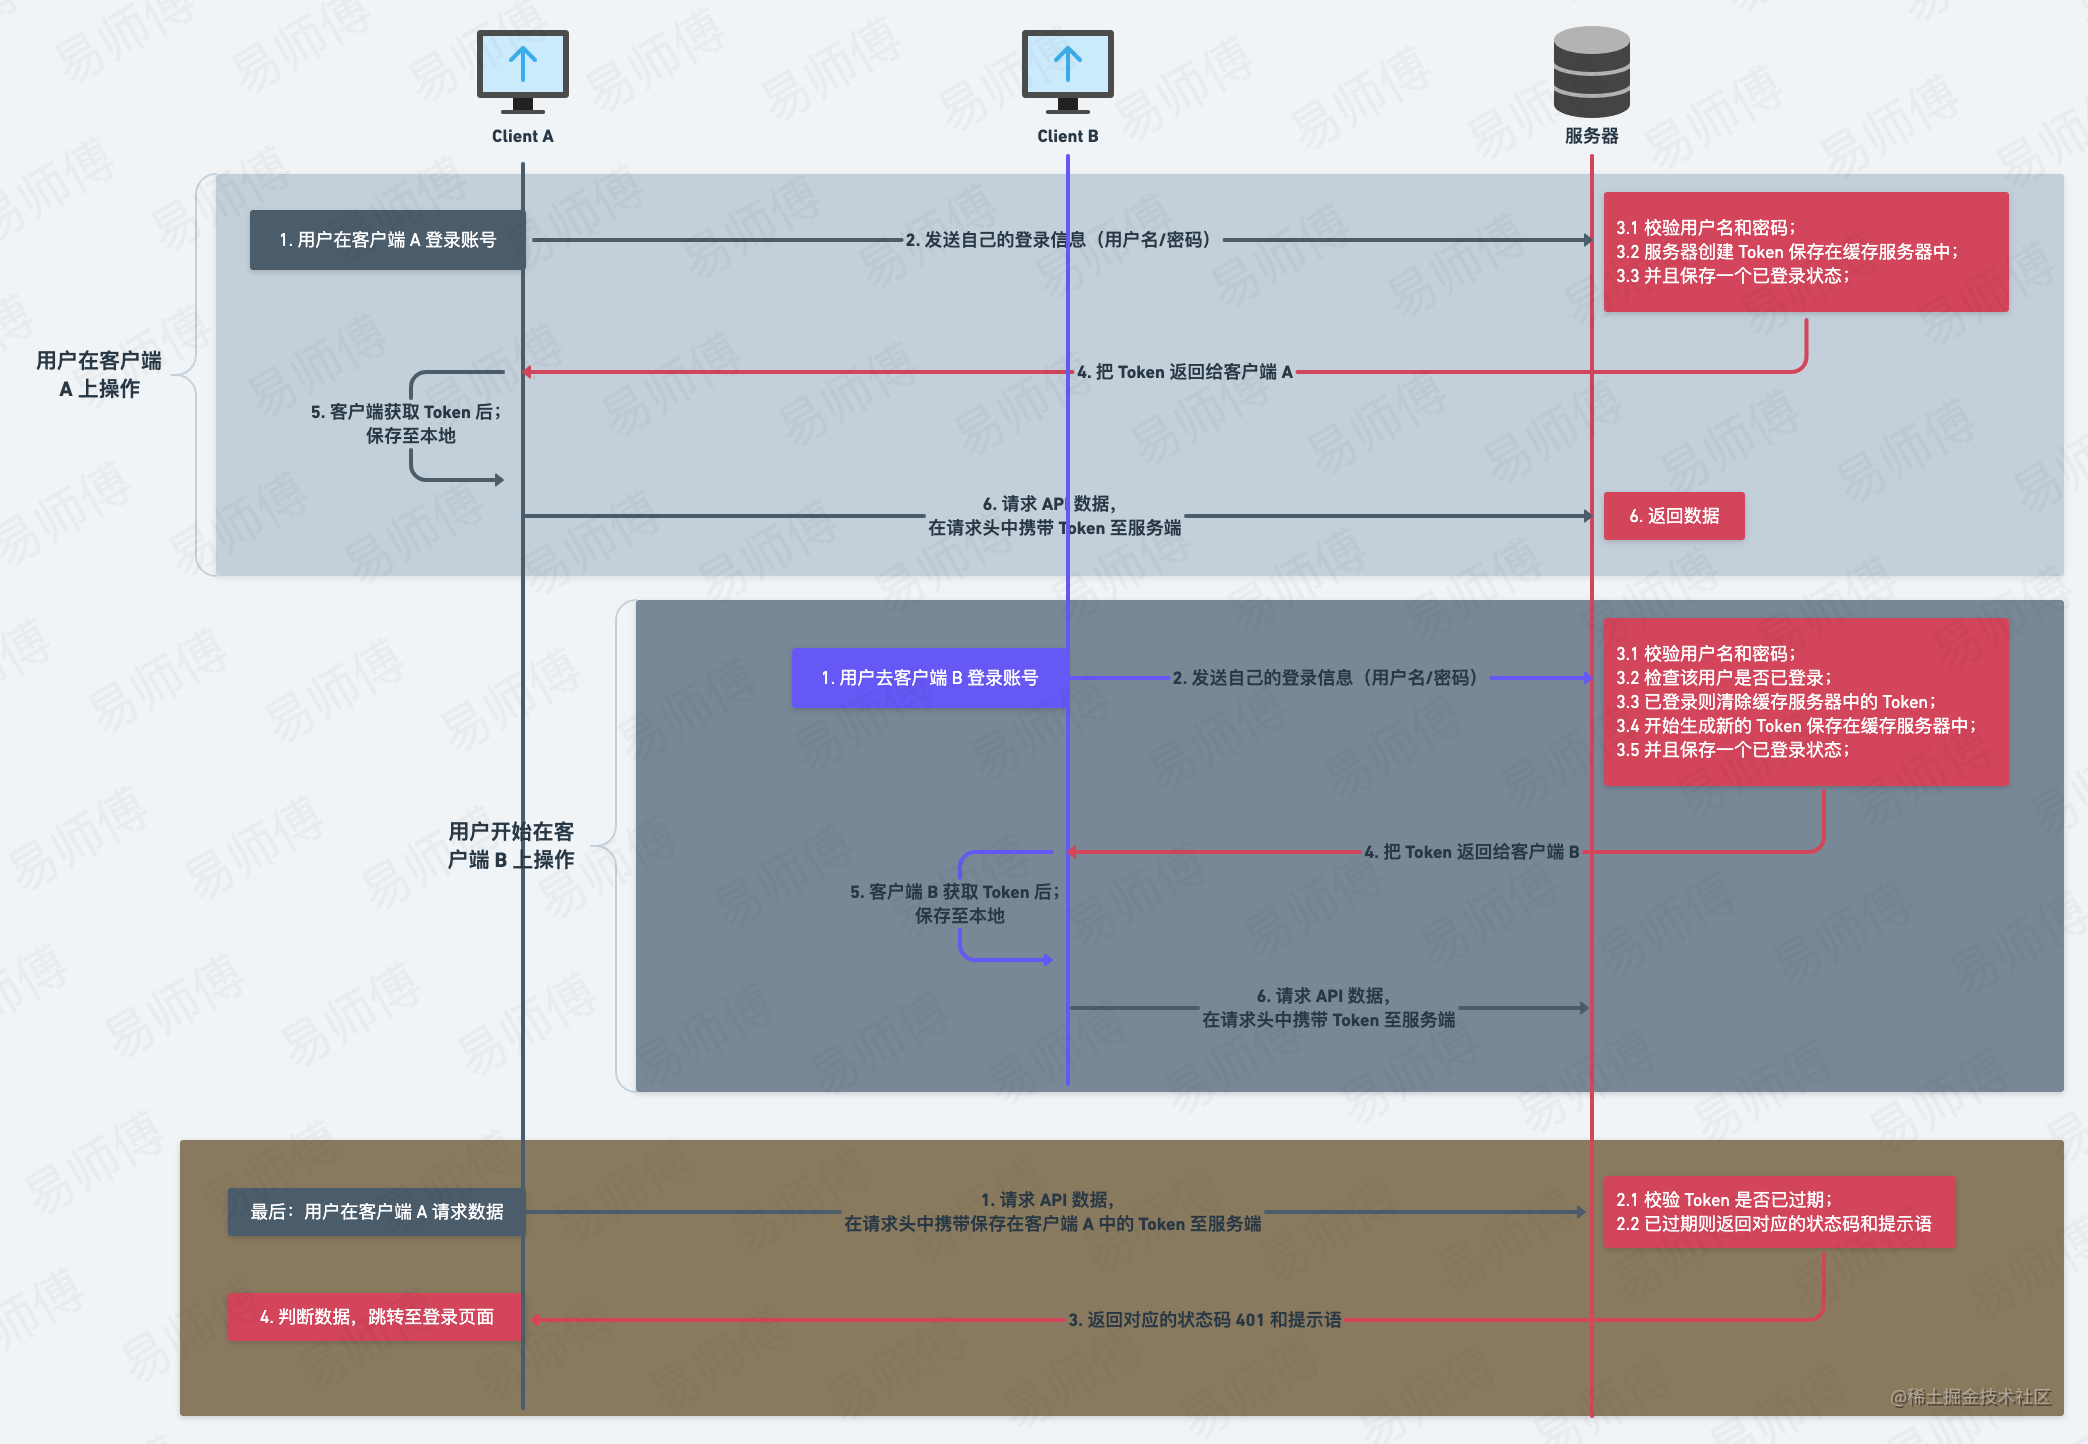 Client A
Client B
服务器
用户在客户端
A 上操作
1. 用户在客户端 A 登录账号
2. 发送自己的登录信息（用户名/密码）
3.1 校验用户名和密码；
3.2 服务器创建 Token 保存在缓存服务器中；
3.3 并且保存一个已登录状态；
4. 把 Token 返回给客户端 A
5. 客户端获取 Token 后；
保存至本地
6. 请求 API 数据，
在请求头中携带 Token 至服务端
6. 返回数据
用户开始在客
户端 B 上操作
1. 用户去客户端 B 登录账号
2. 发送自己的登录信息（用户名/密码）
3.1 校验用户名和密码；
3.2 检查该用户是否已登录；
3.3 已登录则清除缓存服务器中的 Token；
3.4 开始生成新的 Token 保存在缓存服务器中；
3.5 并且保存一个已登录状态；
4. 把 Token 返回给客户端 B
5. 客户端 B 获取 Token 后；
保存至本地
6. 请求 API 数据，
在请求头中携带 Token 至服务端
最后：用户在客户端 A 请求数据
1. 请求 API 数据，
在请求头中携带保存在客户端 A 中的 Token 至服务端
2.1 校验 Token 是否已过期；
2.2 已过期则返回对应的状态码和提示语
3. 返回对应的状态码 401 和提示语
4. 判断数据，跳转至登录页面
@稀土掘金技术社区
易师傅